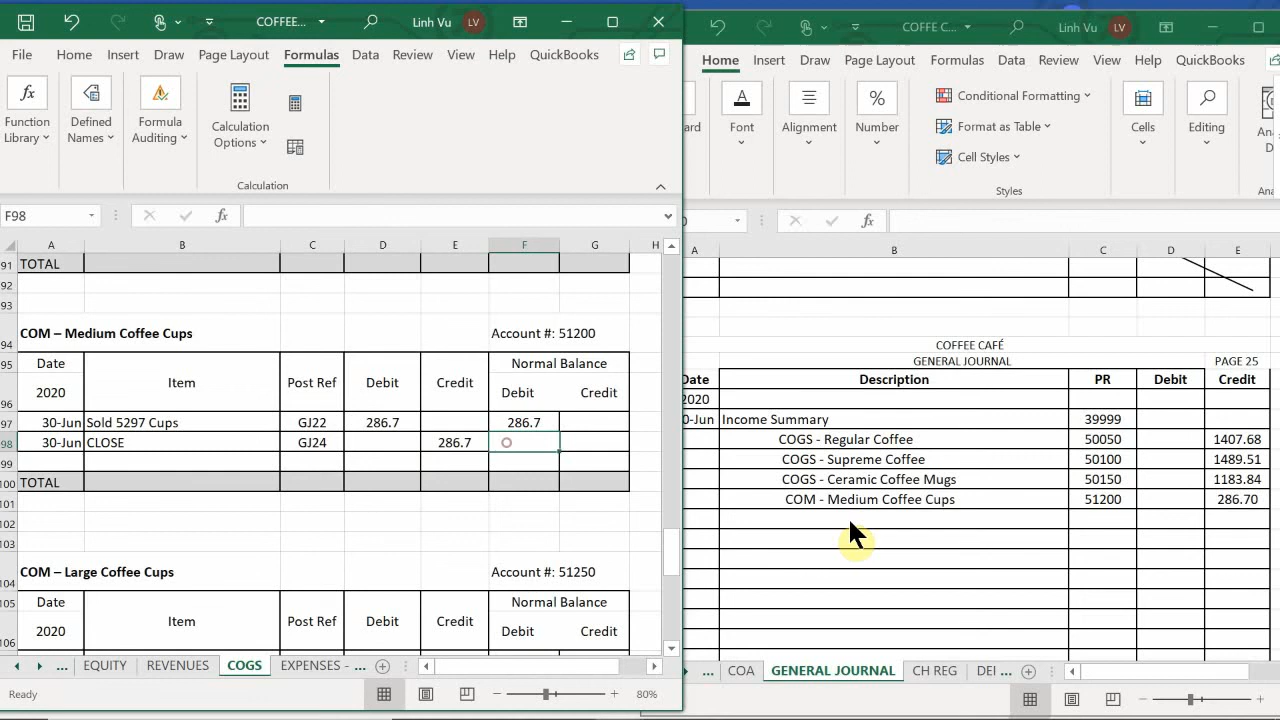 COFFEE... Linh Vu LV
File Home Insert Draw Page Layout Formulas Data Review View Help QuickBooks
fx
Function Library
Defined Names
Formula Auditing
Calculation Options
Calculation
F98
fx
A B C D E F G H
91 TOTAL
92
93
94 COM – Medium Coffee Cups Account #: 51200
95 Date Item Post Ref Debit Credit Normal Balance
96 2020 Debit Credit
97 30-Jun Sold 5297 Cups GJ22 286.7 286.7
98 30-Jun CLOSE GJ24 286.7
99
100 TOTAL
101
102
103
104 COM – Large Coffee Cups Account #: 51250
105 Date Item Post Ref Debit Credit Normal Balance
106 2020 Debit Credit
... EQUITY REVENUES COGS EXPENSES - ...
Ready 80%
COFFE C... Linh Vu LV
Home Insert Draw Page Layout Formulas Data Review View Help QuickBooks
ard
Font
Alignment
%
Number
Conditional Formatting
Format as Table
Cell Styles
Styles
Cells
Editing
An
D
Ana
fx
A B C D E
COFFEE CAFÉ
GENERAL JOURNAL PAGE 25
Date Description PR Debit Credit
2020
0-Jun Income Summary 39999
COGS - Regular Coffee 50050 1407.68
COGS - Supreme Coffee 50100 1489.51
COGS - Ceramic Coffee Mugs 50150 1183.84
COM - Medium Coffee Cups 51200 286.70
... COA GENERAL JOURNAL CH REG DEI ...